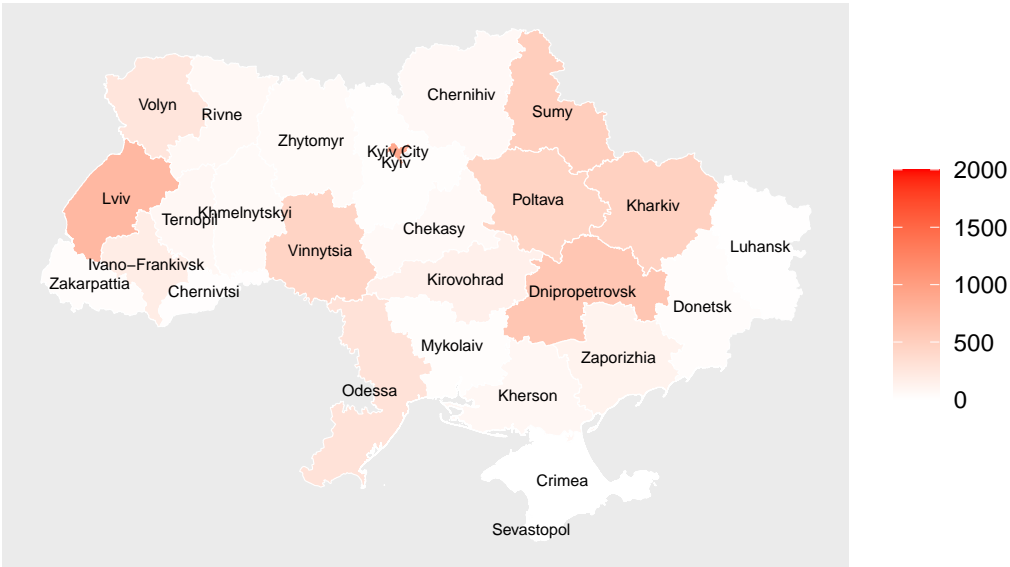 Chernihiv
Volyn
Sumy
Rivne
Zhytomyr
Kyiv City
Kyiv
2000
Lviv
Poltava
Kharkiv
Khmelnytskyi
Ternopil
Chekasy
1500
Luhansk
Vinnytsia
Ivano−Frankivsk
Kirovohrad
Zakarpattia
1000
Chernivtsi
Dnipropetrovsk
Donetsk
500
Mykolaiv
Zaporizhia
Odessa
Kherson
0
Crimea
Sevastopol